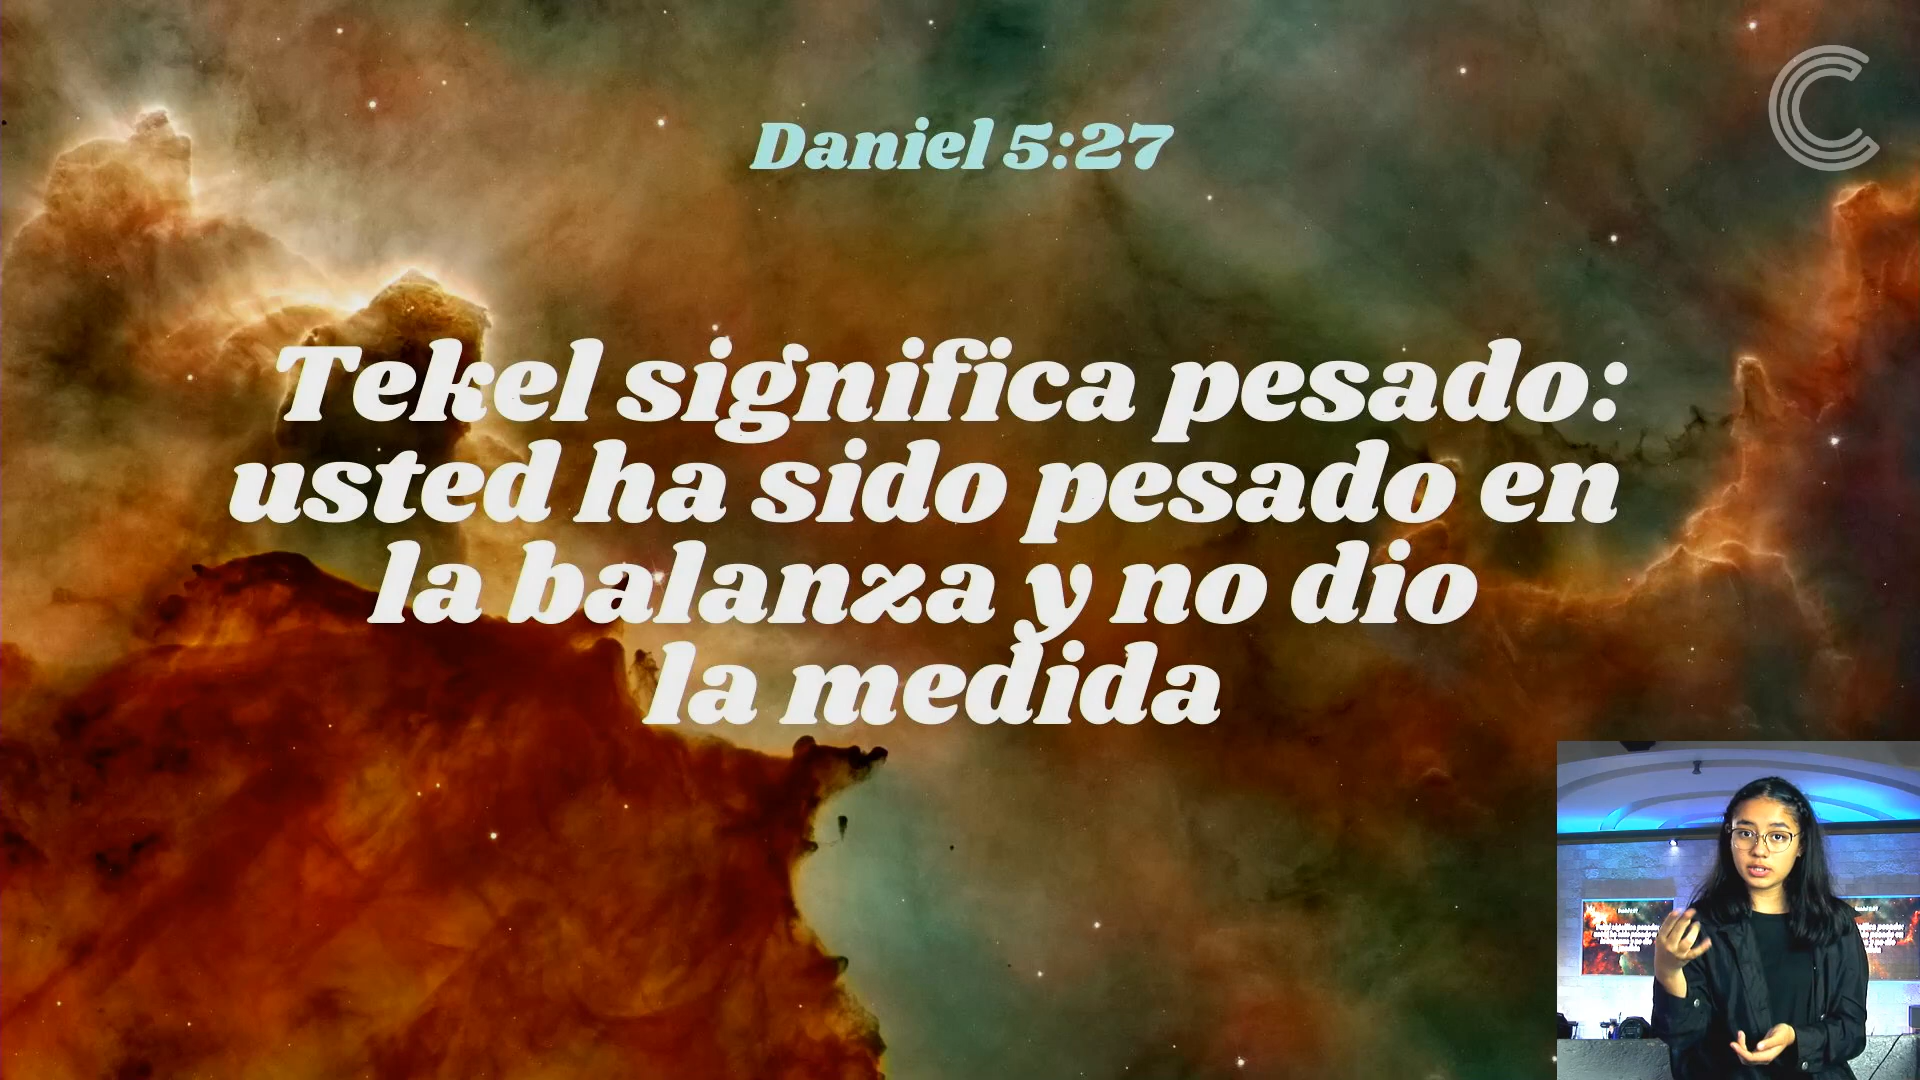 Daniel 5:27
Tekel significa pesado:
usted ha sido pesado en
la balanza y no dio
la medida